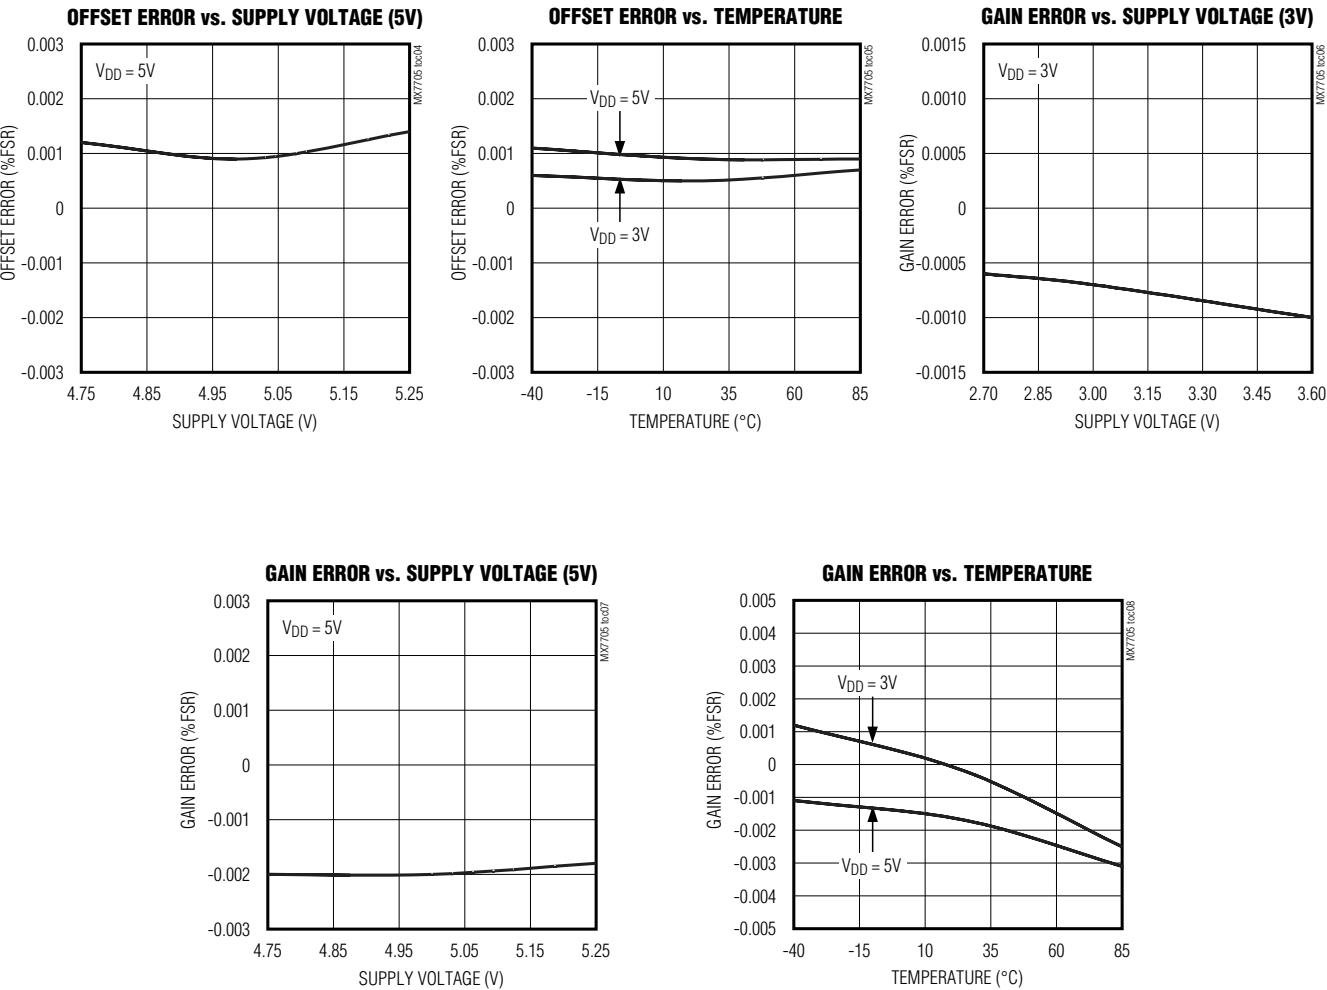 OFFSET ERROR vs. SUPPLY VOLTAGE (5V)
MX7705 toc04
VDD = 5V
OFFSET ERROR (%FSR)
0.003
0.002
0.001
0
-0.001
-0.002
-0.003
4.75 4.85 4.95 5.05 5.15 5.25
SUPPLY VOLTAGE (V)
OFFSET ERROR vs. TEMPERATURE
MX7705 toc05
VDD = 5V
VDD = 3V
OFFSET ERROR (%FSR)
0.003
0.002
0.001
0
-0.001
-0.002
-0.003
-40 -15 10 35 60 85
TEMPERATURE (°C)
GAIN ERROR vs. SUPPLY VOLTAGE (3V)
MX7705 toc06
VDD = 3V
GAIN ERROR (%FSR)
0.0015
0.0010
0.0005
0
-0.0005
-0.0010
-0.0015
2.70 2.85 3.00 3.15 3.30 3.45 3.60
SUPPLY VOLTAGE (V)
GAIN ERROR vs. SUPPLY VOLTAGE (5V)
MX7705 toc07
VDD = 5V
GAIN ERROR (%FSR)
0.003
0.002
0.001
0
-0.001
-0.002
-0.003
4.75 4.85 4.95 5.05 5.15 5.25
SUPPLY VOLTAGE (V)
GAIN ERROR vs. TEMPERATURE
MX7705 toc08
VDD = 3V
VDD = 5V
GAIN ERROR (%FSR)
0.005
0.004
0.003
0.002
0.001
0
-0.001
-0.002
-0.003
-0.004
-0.005
-40 -15 10 35 60 85
TEMPERATURE (°C)